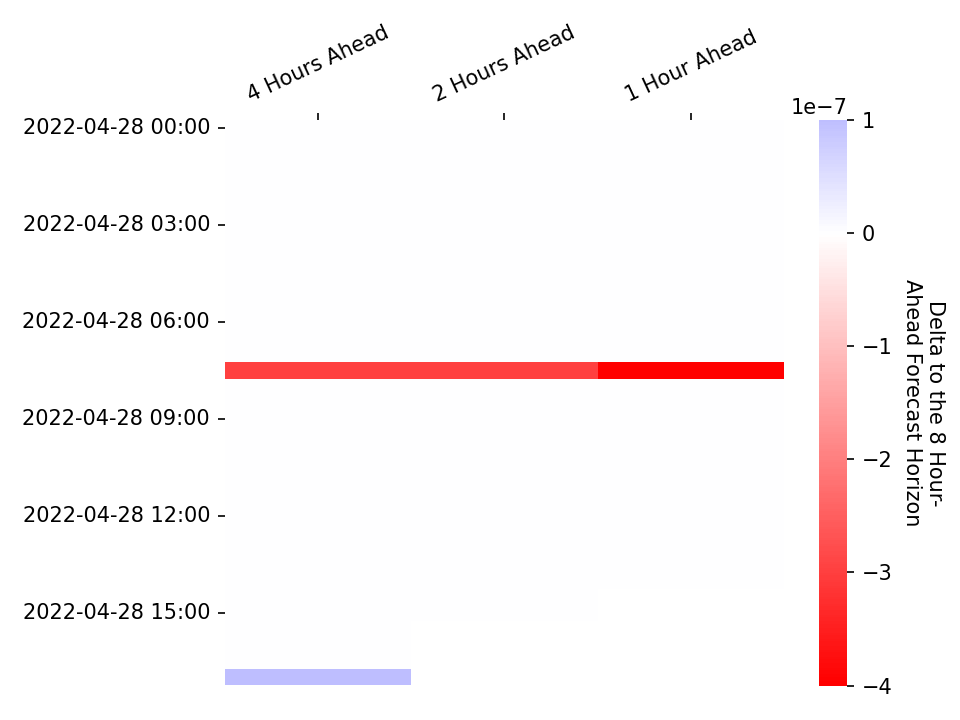 4 Hours Ahead
2 Hours Ahead
1 Hour Ahead
2022-04-28 00:00
2022-04-28 03:00
2022-04-28 06:00
2022-04-28 09:00
2022-04-28 12:00
2022-04-28 15:00
1e−7
1
0
−1
−2
−3
−4
Delta to the 8 Hour-
Ahead Forecast Horizon